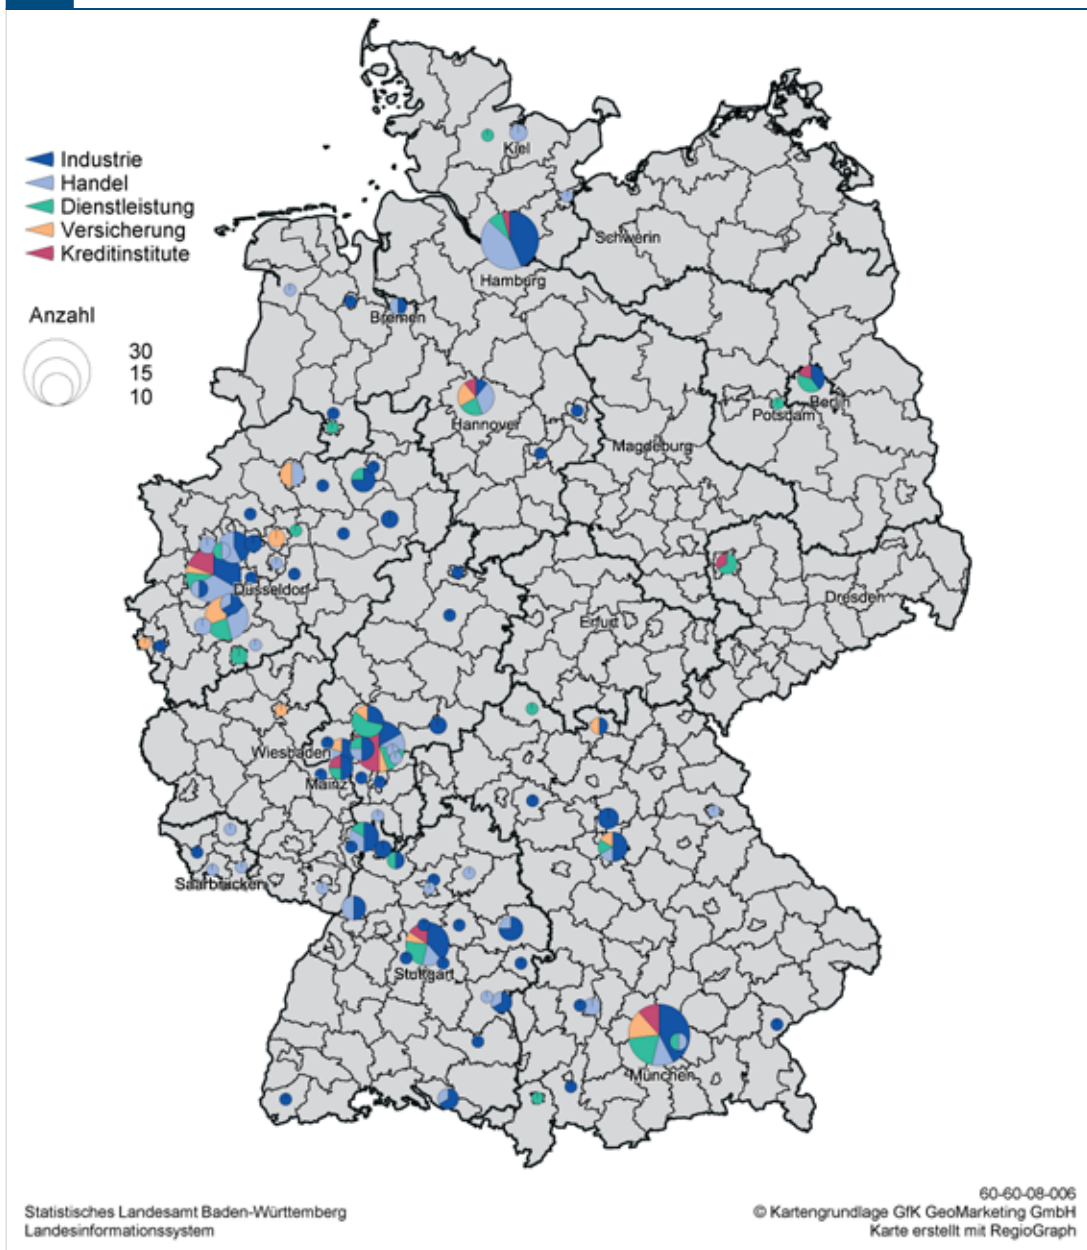 Industrie
Handel
Dienstleistung
Versicherung
Kreditinstitute
Anzahl
30
15
10
Kiel
Schwerin
Hamburg
Bremen
Berlin
Potsdam
Hannover
Magdeburg
Düsseldorf
Dresden
Erfurt
Wiesbaden
Mainz
Saarbrücken
Stuttgart
München
60-60-08-006
Statistisches Landesamt Baden-Württemberg
© Kartengrundlage GfK GeoMarketing GmbH
Landesinformationssystem
Karte erstellt mit RegioGraph